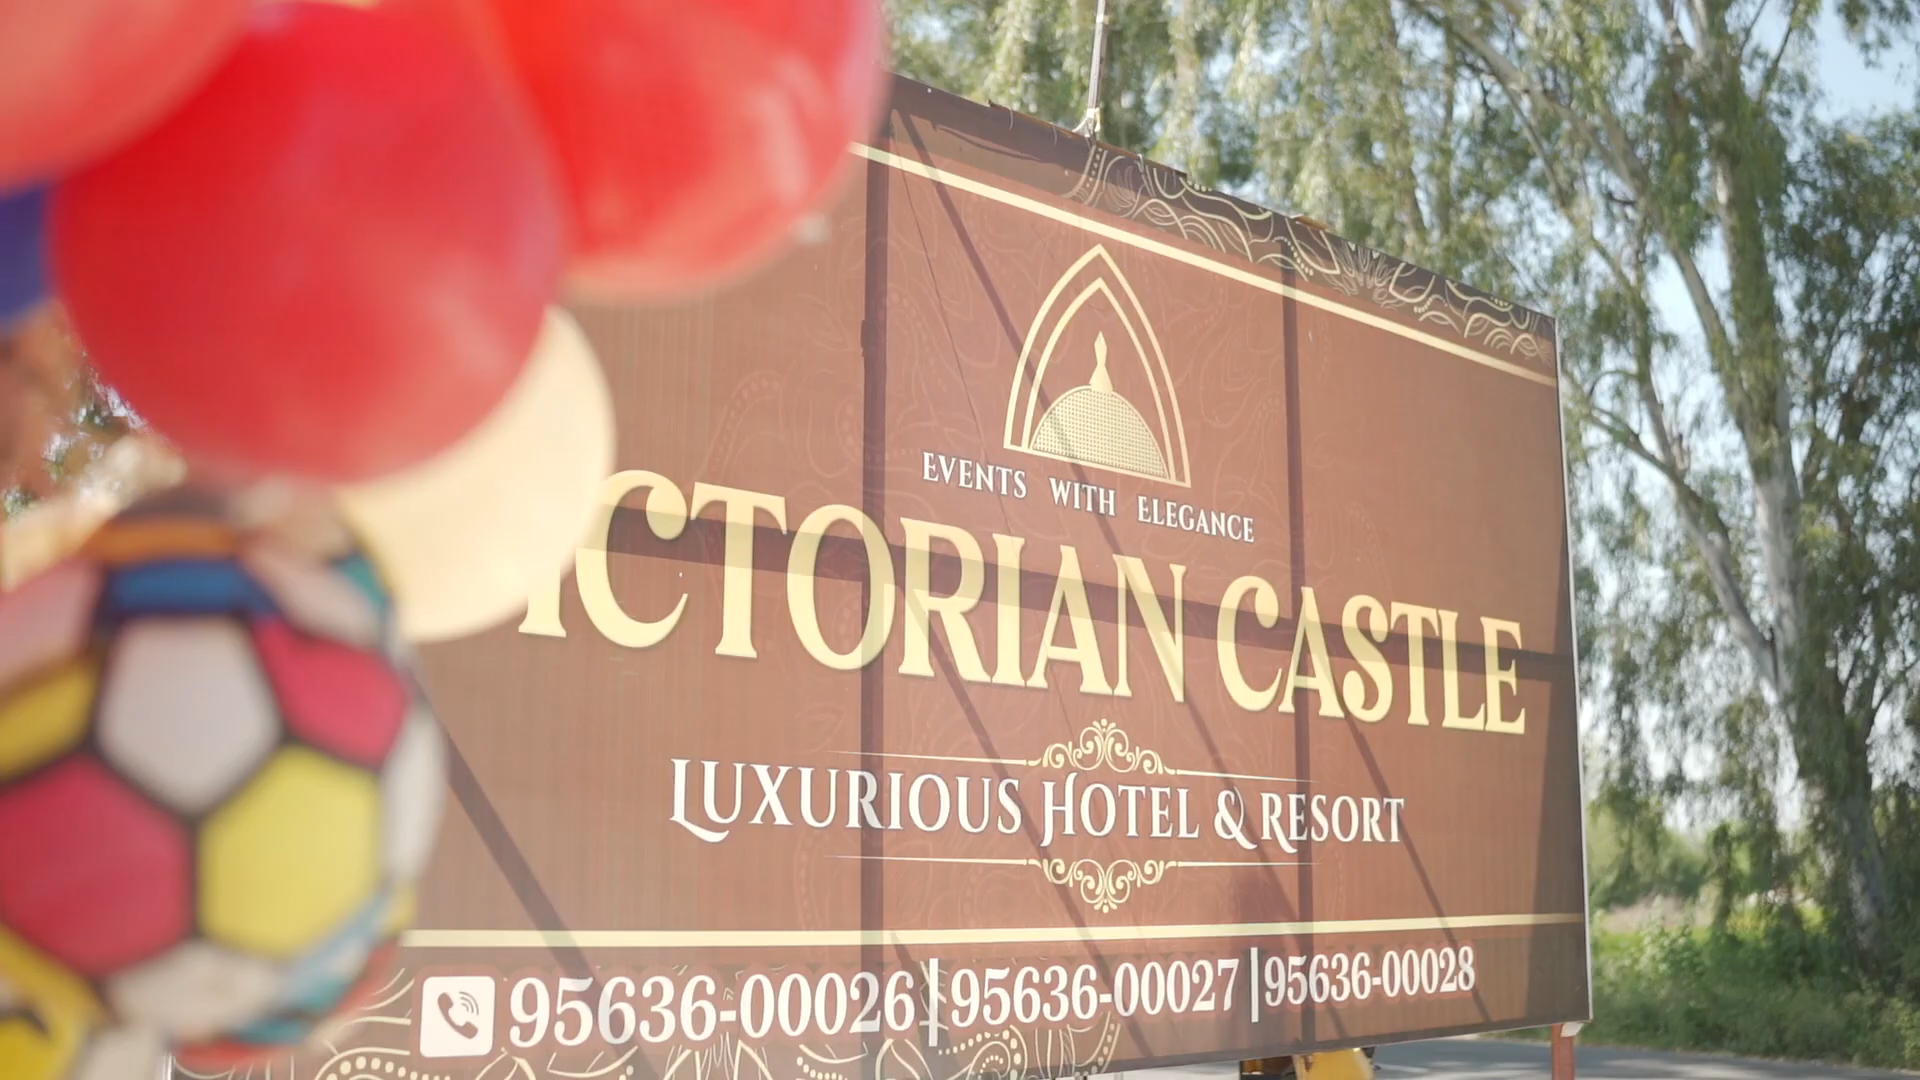 EVENTS WITH ELEGANCE
ICTORIAN CASTLE
LUXURIOUS HOTEL & RESORT
95636-00026 | 95636-00027 | 95636-00028